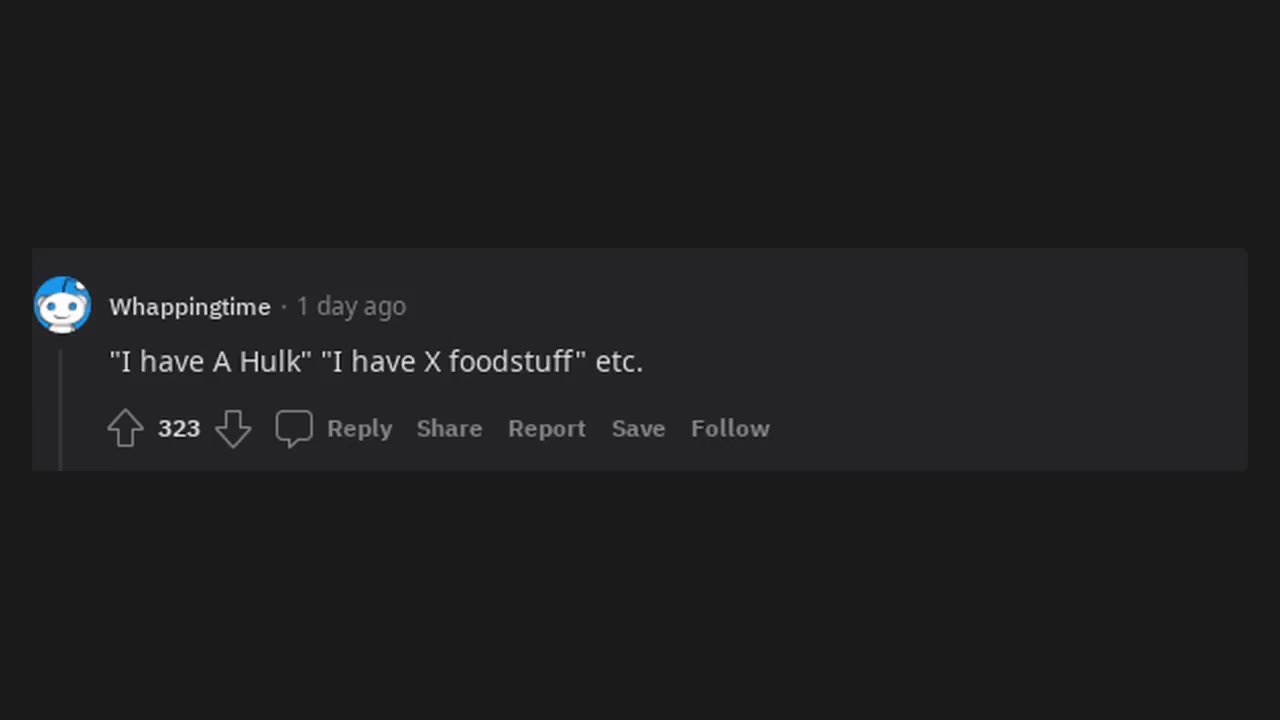 Whappingtime · 1 day ago
"I have A Hulk" "I have X foodstuff" etc.
323 Reply Share Report Save Follow